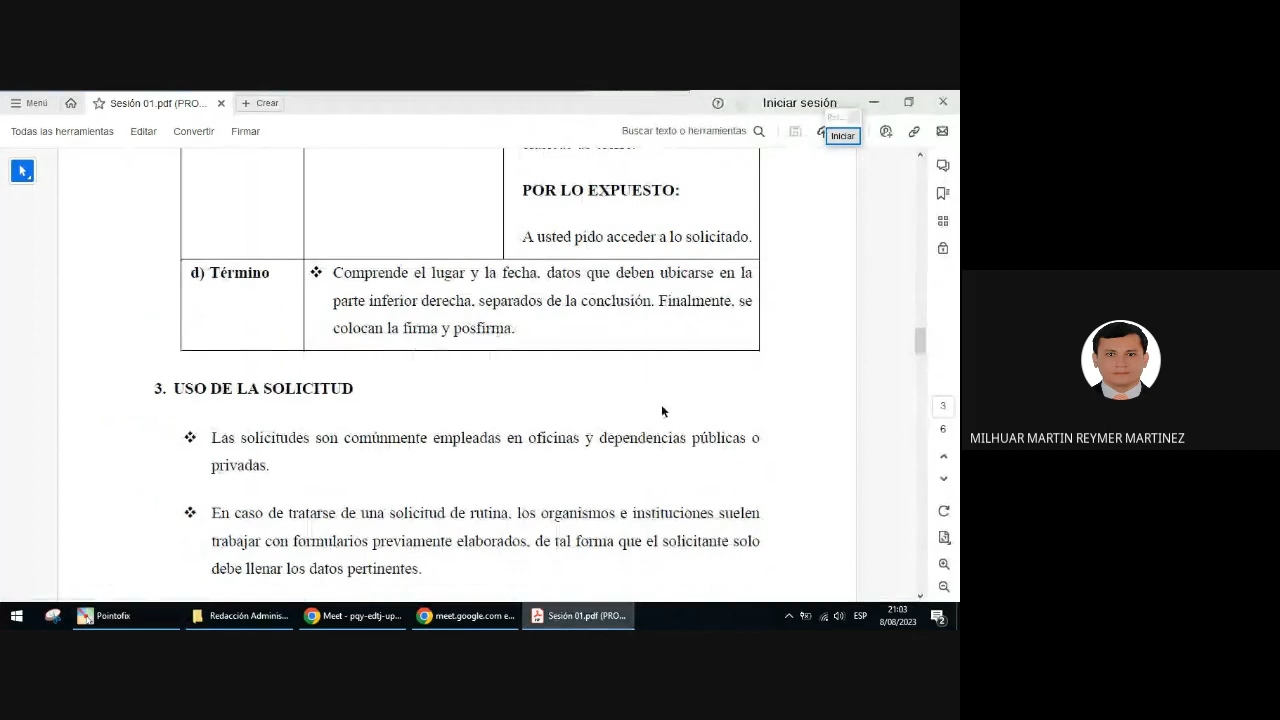 Menú
Sesión 01.pdf (PRO...
Crear
Iniciar sesión
Todas las herramientas
Editar
Convertir
Firmar
Buscar texto o herramientas
Iniciar
POR LO EXPUESTO:
A usted pido acceder a lo solicitado.
d) Término
❖ Comprende el lugar y la fecha, datos que deben ubicarse en la
parte inferior derecha, separados de la conclusión. Finalmente, se
colocan la firma y posfirma.
3. USO DE LA SOLICITUD
❖ Las solicitudes son comúnmente empleadas en oficinas y dependencias públicas o
privadas.
❖ En caso de tratarse de una solicitud de rutina, los organismos e instituciones suelen
trabajar con formularios previamente elaborados, de tal forma que el solicitante solo
debe llenar los datos pertinentes.
3
6
MILHUAR MARTIN REYMER MARTINEZ
Pointofix
Redacción Adminis...
Meet - pqy-edtj-up...
meet.google.com e...
Sesión 01.pdf (PRO...
ESP
21:03
8/08/2023
2